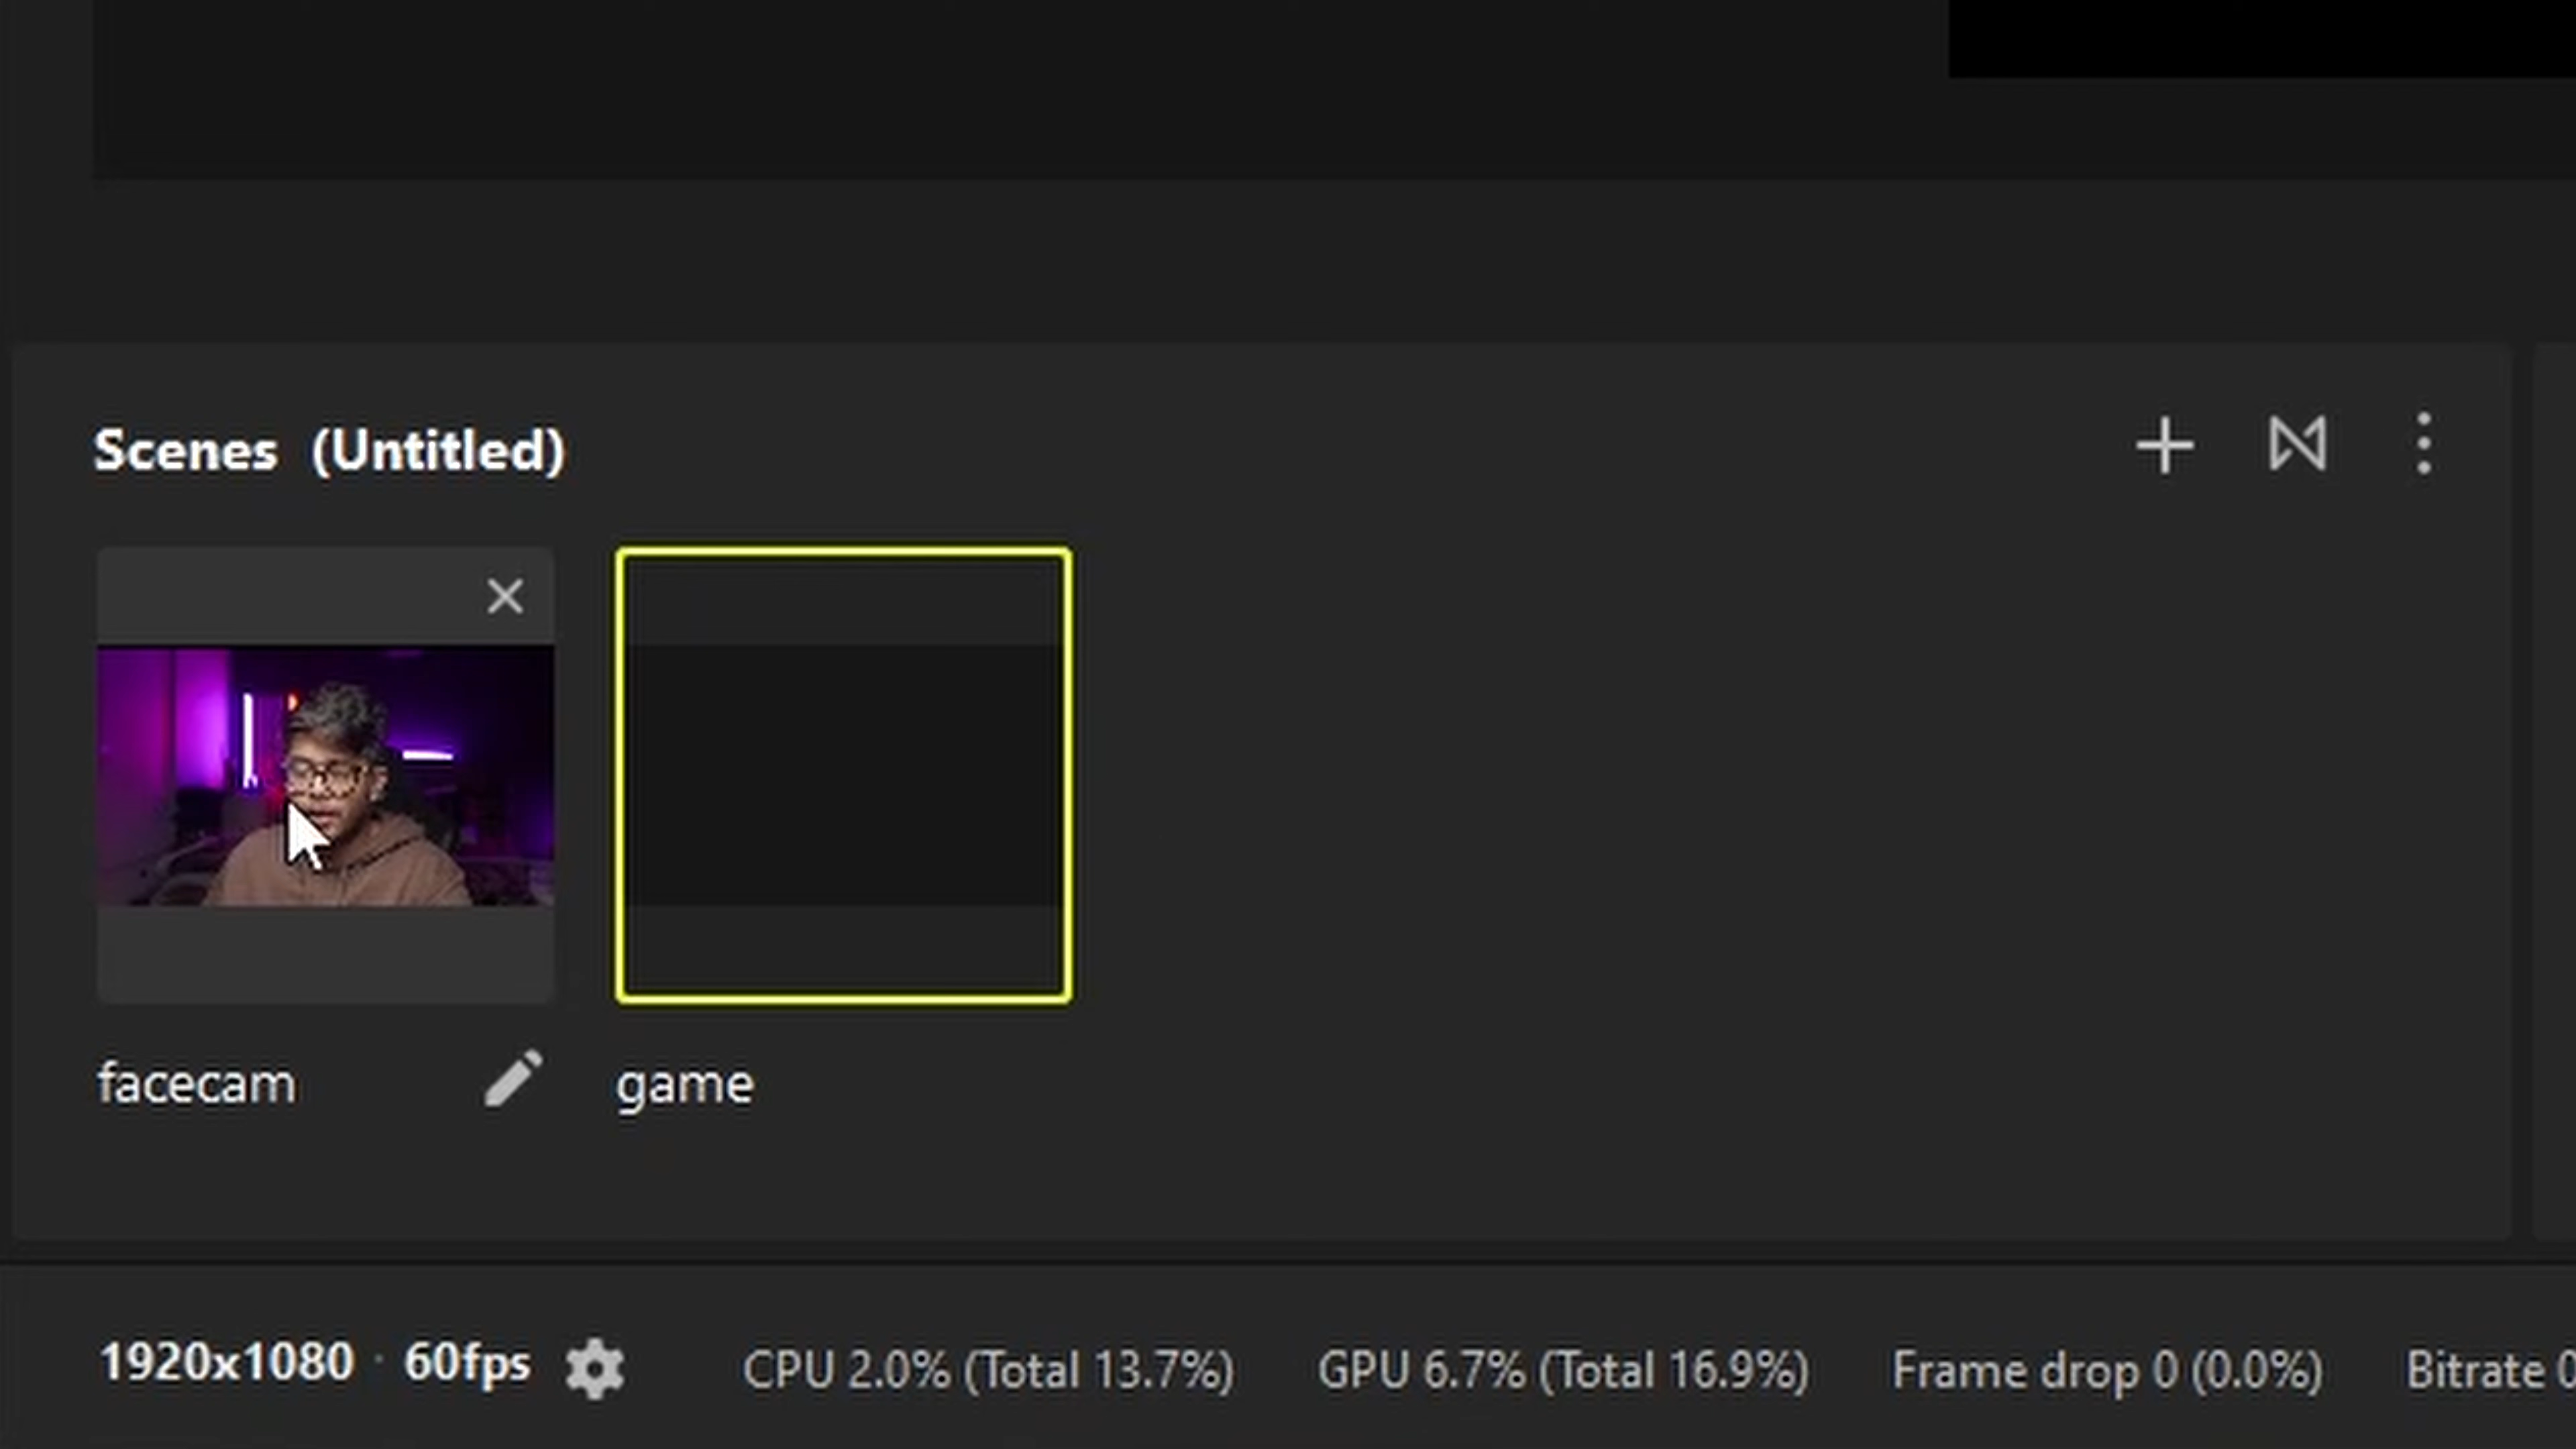 Scenes (Untitled)
facecam
game
1920x1080 · 60fps
CPU 2.0% (Total 13.7%)
GPU 6.7% (Total 16.9%)
Frame drop 0 (0.0%)
Bitrate 0